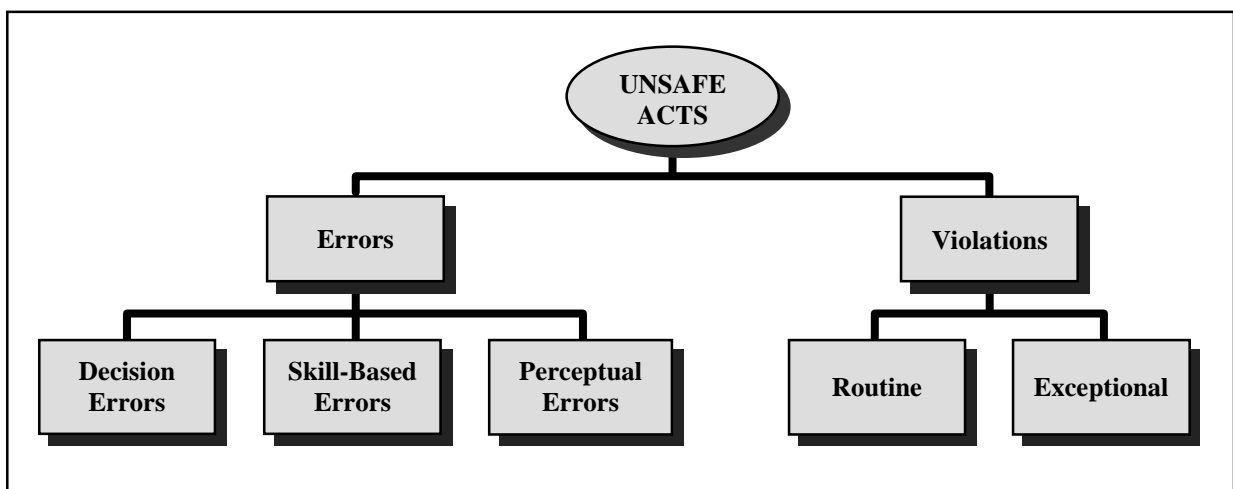 UNSAFE
ACTS
Errors
Violations
Decision
Errors
Skill-Based
Errors
Perceptual
Errors
Routine
Exceptional